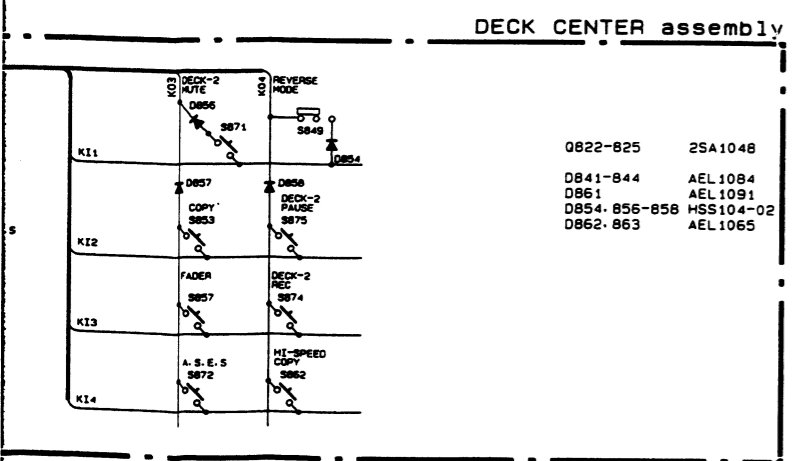 DECK CENTER assembly
KO3
DECK-2
MUTE
KO4
REVERSE
MODE
D856
S871
S849
D854
KI1
Q822-825 2SA1048
D841-844 AEL1084
D861 AEL1091
D854.856-858 HSS104-02
D862.863 AEL1065
D857
D858
COPY
S853
DECK-2
PAUSE
S875
S
KI2
FADER
S857
DECK-2
REC
S874
KI3
A.S.E.S
S872
HI-SPEED
COPY
S862
KI4